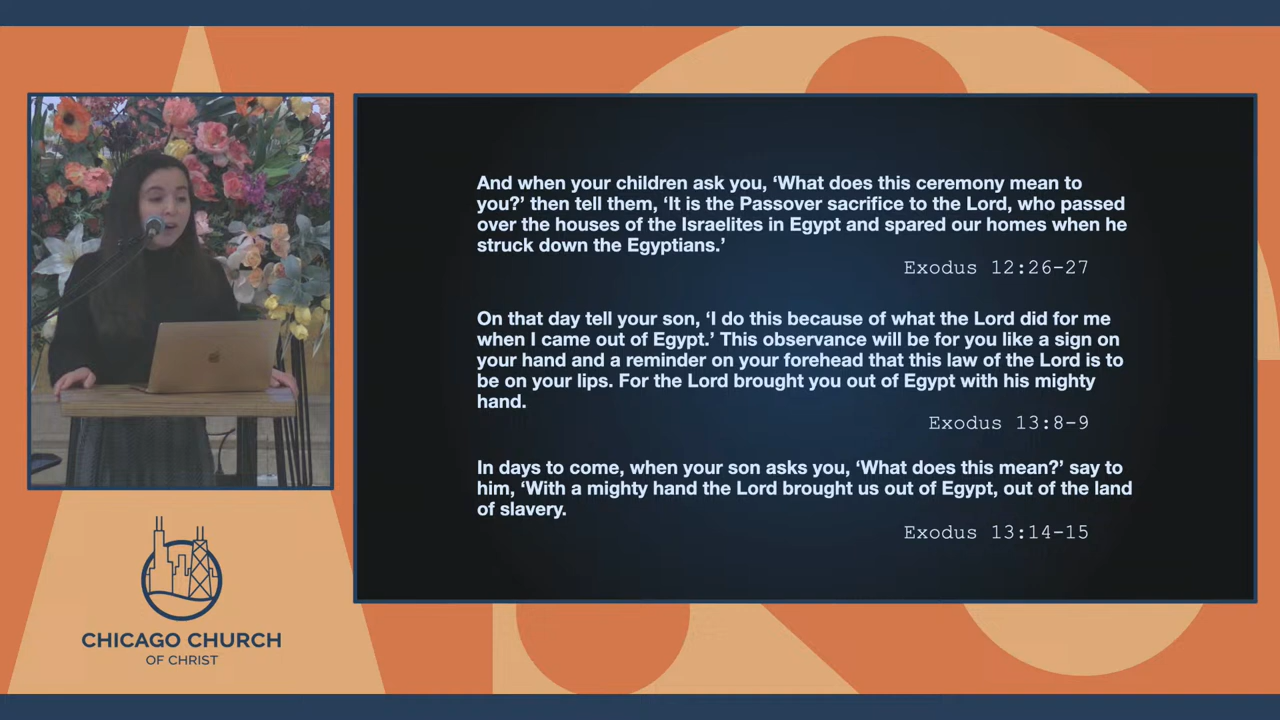 And when your children ask you, ‘What does this ceremony mean to
you?’ then tell them, ‘It is the Passover sacrifice to the Lord, who passed
over the houses of the Israelites in Egypt and spared our homes when he
struck down the Egyptians.’
Exodus 12:26-27
On that day tell your son, ‘I do this because of what the Lord did for me
when I came out of Egypt.’ This observance will be for you like a sign on
your hand and a reminder on your forehead that this law of the Lord is to
be on your lips. For the Lord brought you out of Egypt with his mighty
hand.
Exodus 13:8-9
In days to come, when your son asks you, ‘What does this mean?’ say to
him, ‘With a mighty hand the Lord brought us out of Egypt, out of the land
of slavery.
Exodus 13:14-15
CHICAGO CHURCH
OF CHRIST